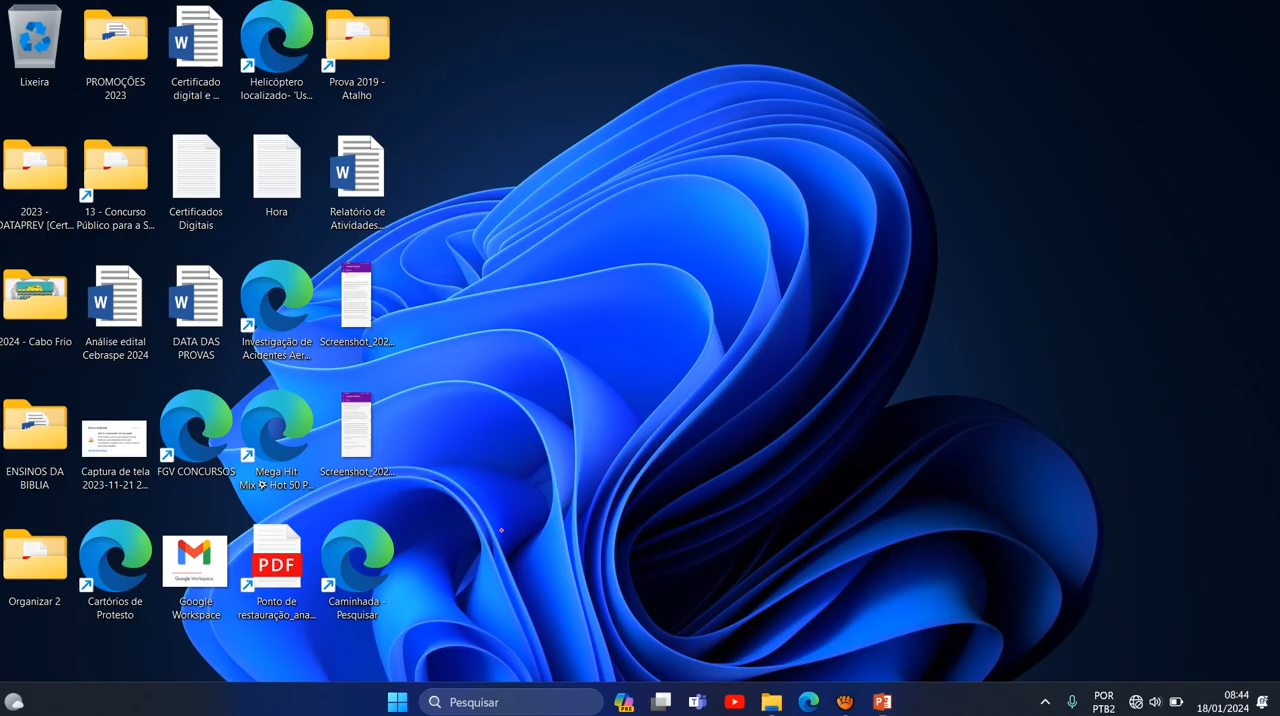 Lixeira
PROMOÇÕES
2023
Certificado
digital e ...
Helicóptero
localizado- 'Us...
Prova 2019 -
Atalho
2023 -
DATAPREV [Cert...
13 - Concurso
Público para a S...
Certificados
Digitais
Hora
Relatório de
Atividades...
2024 - Cabo Frio
Análise edital
Cebraspe 2024
DATA DAS
PROVAS
Investigação de
Acidentes Aér...
Screenshot_202...
ENSINOS DA
BIBLIA
Captura de tela
2023-11-21 2...
FGV CONCURSOS
Mega Hit
Mix Hot 50 P...
Screenshot_202...
Organizar 2
Cartórios de
Protesto
Google Workspace
Google
Workspace
PDF
Ponto de
restauração_ana...
Caminhada -
Pesquisar
Pesquisar
PRE
POR
PTB2
08:44
18/01/2024